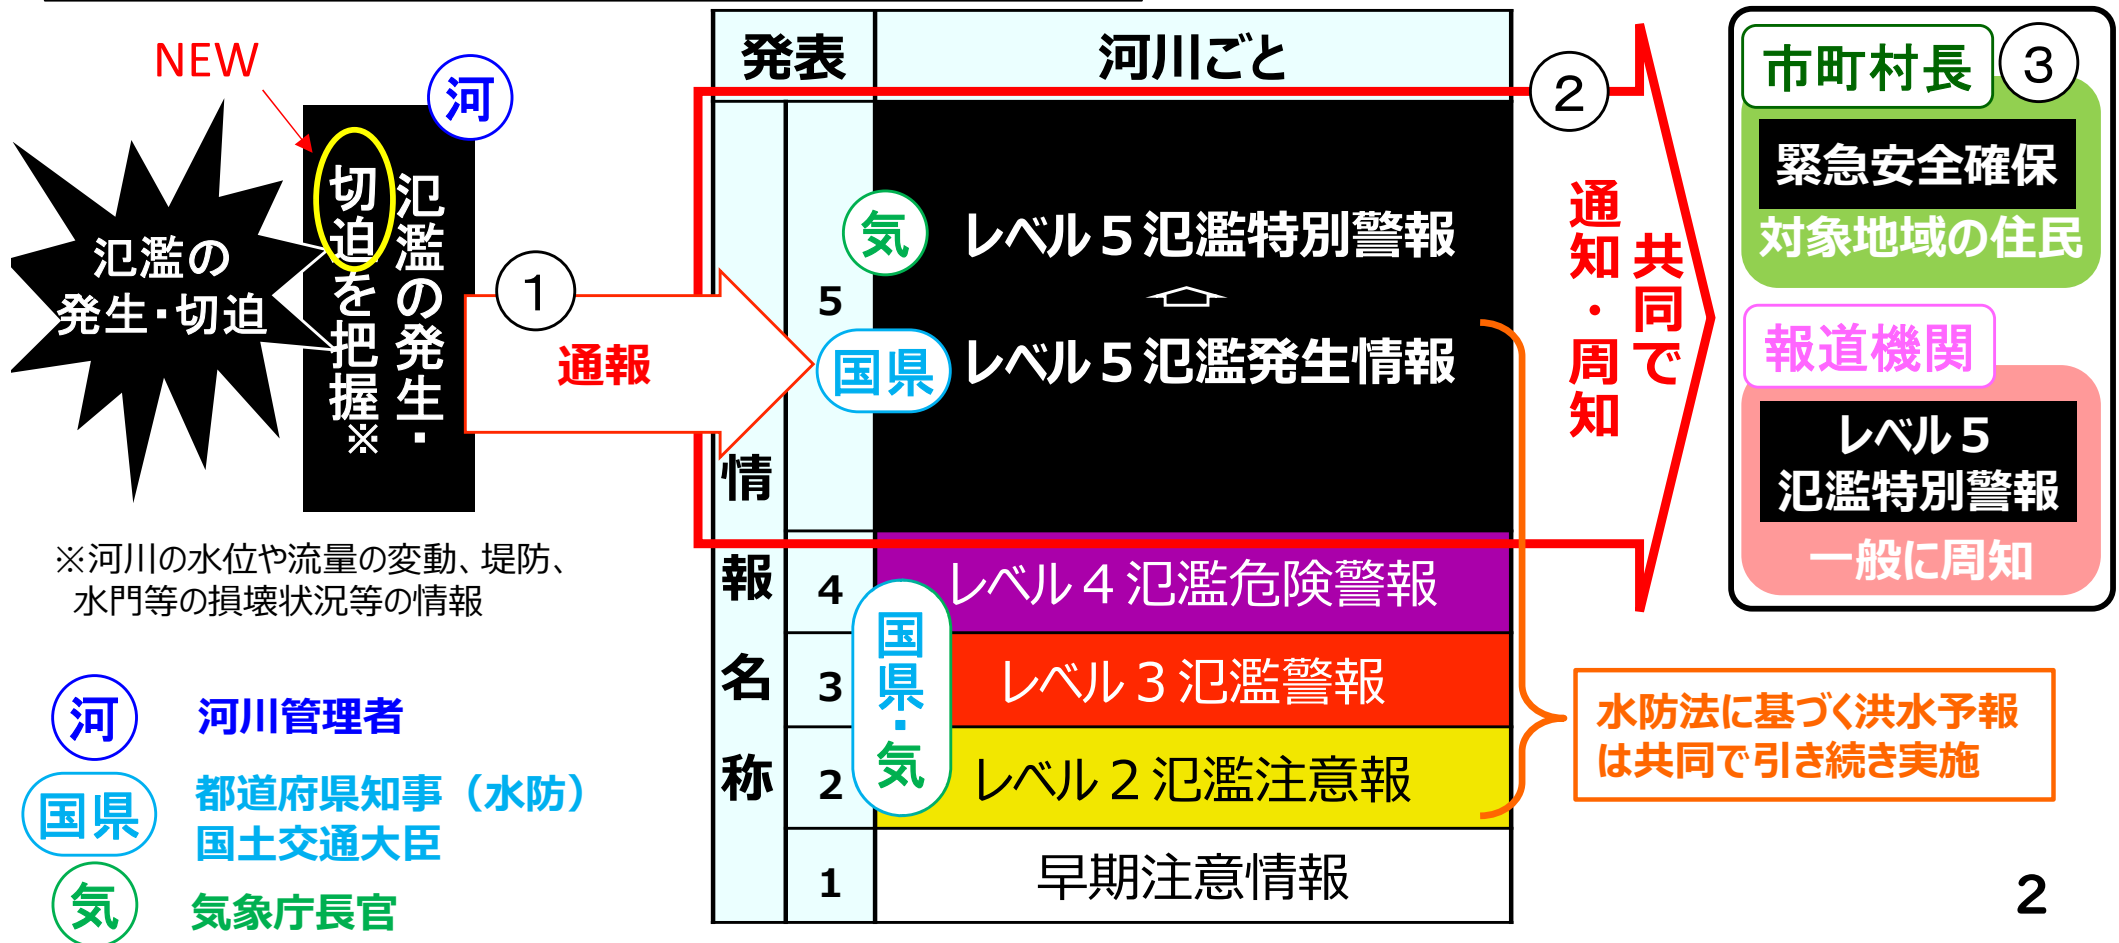 NEW
河
氾濫の
発生・切迫
氾濫の発生・
切迫を把握※
※河川の水位や流量の変動、堤防、
水門等の損壊状況等の情報
河
河川管理者
国県
都道府県知事（水防）
国土交通大臣
気
気象庁長官
1
通報
発表
河川ごと
情報名称
5
気
レベル５氾濫特別警報
国県
レベル５氾濫発生情報
4
レベル４氾濫危険警報
国県・気
3
レベル３氾濫警報
2
レベル２氾濫注意報
1
早期注意情報
2
共同で
通知・周知
市町村長
3
緊急安全確保
対象地域の住民
報道機関
レベル５
氾濫特別警報
一般に周知
水防法に基づく洪水予報
は共同で引き続き実施
2